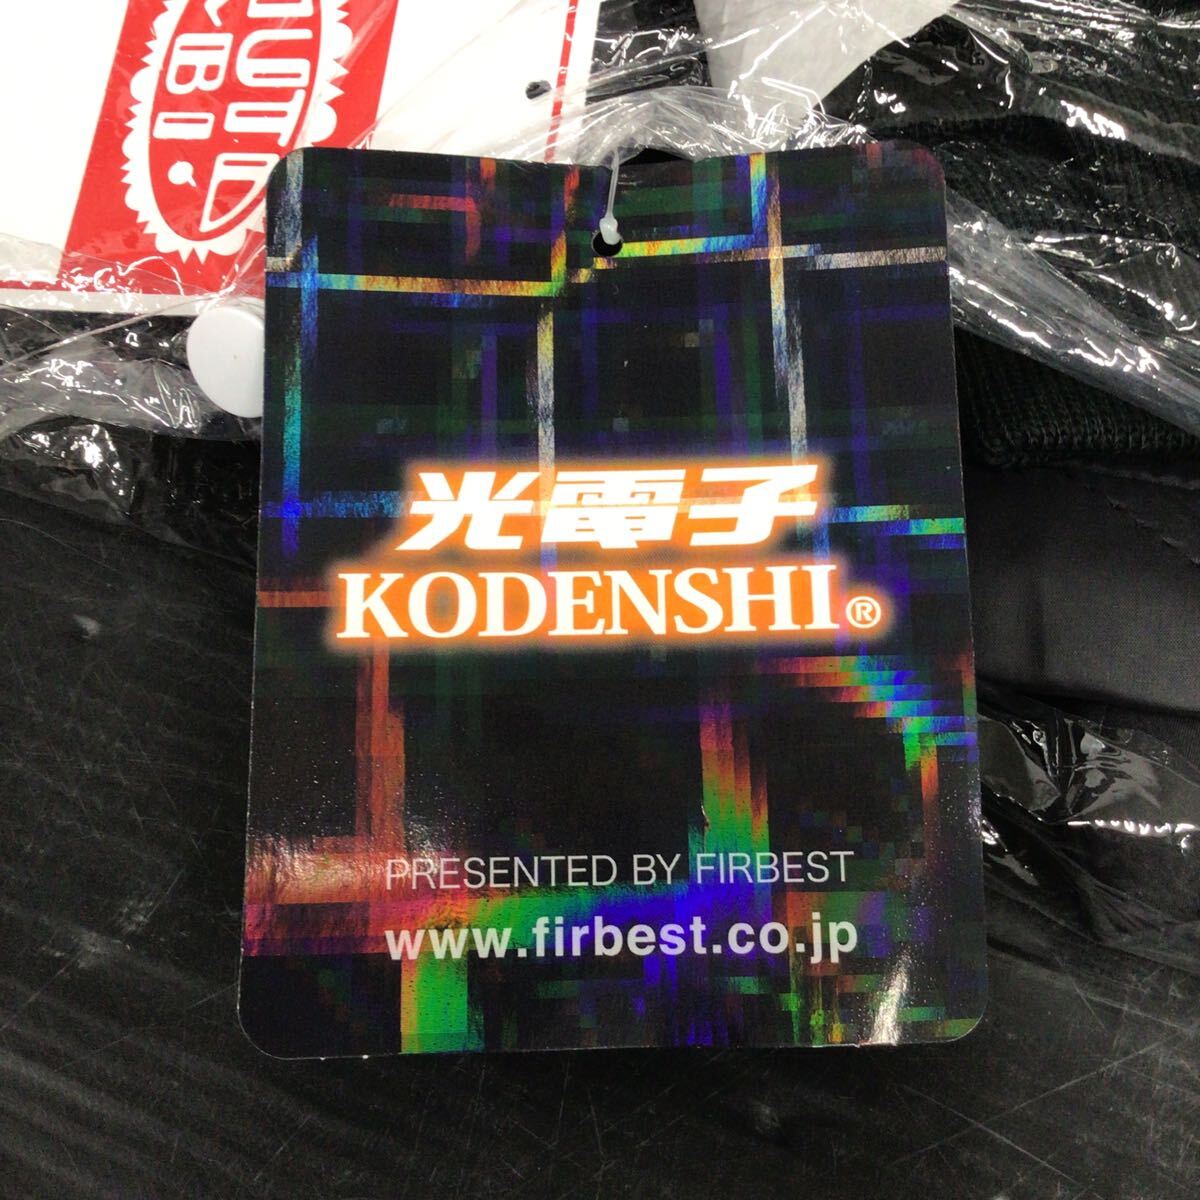 光電子
KODENSHI®
PRESENTED BY FIRBEST
www.firbest.co.jp